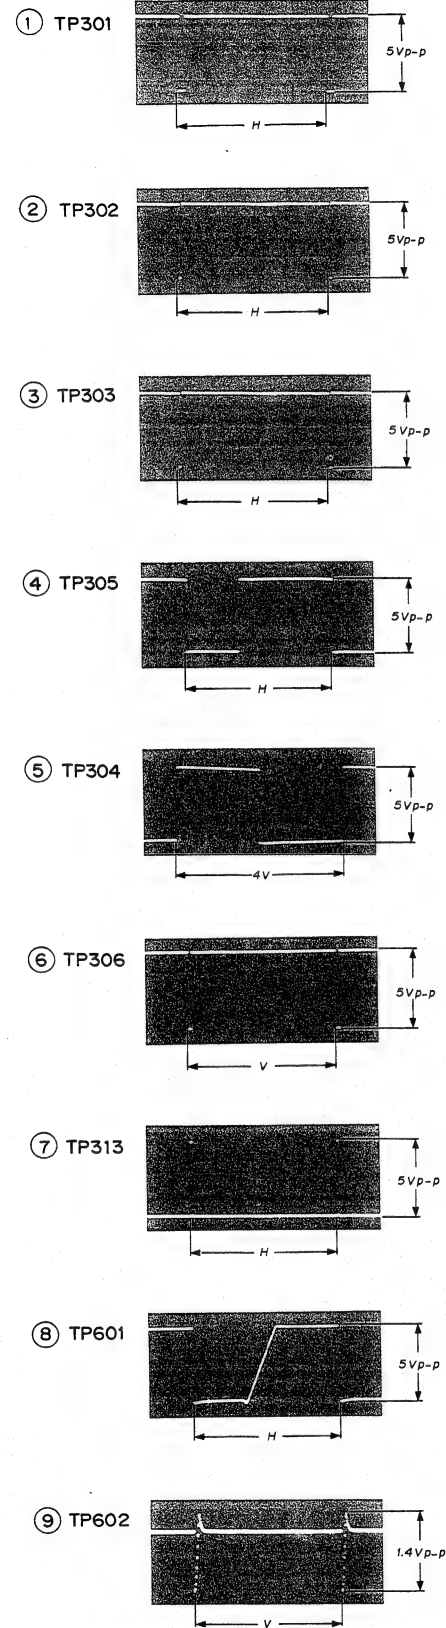 ① TP301
5Vp-p
H
② TP302
5Vp-p
H
③ TP303
5Vp-p
H
④ TP305
5Vp-p
H
⑤ TP304
5Vp-p
4V
⑥ TP306
5Vp-p
V
⑦ TP313
5Vp-p
H
⑧ TP601
5Vp-p
H
⑨ TP602
1.4Vp-p
V